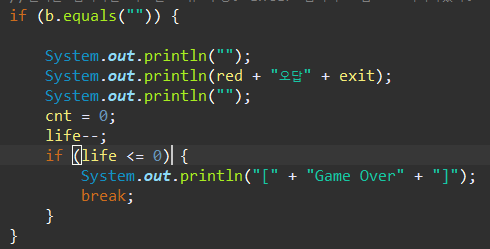 if (b.equals("")) {
System.out.println("");
System.out.println(red + "오답" + exit);
System.out.println("");
cnt = 0;
life--;
if (life <= 0) {
System.out.println("[" + "Game Over" + "]");
break;
}
}